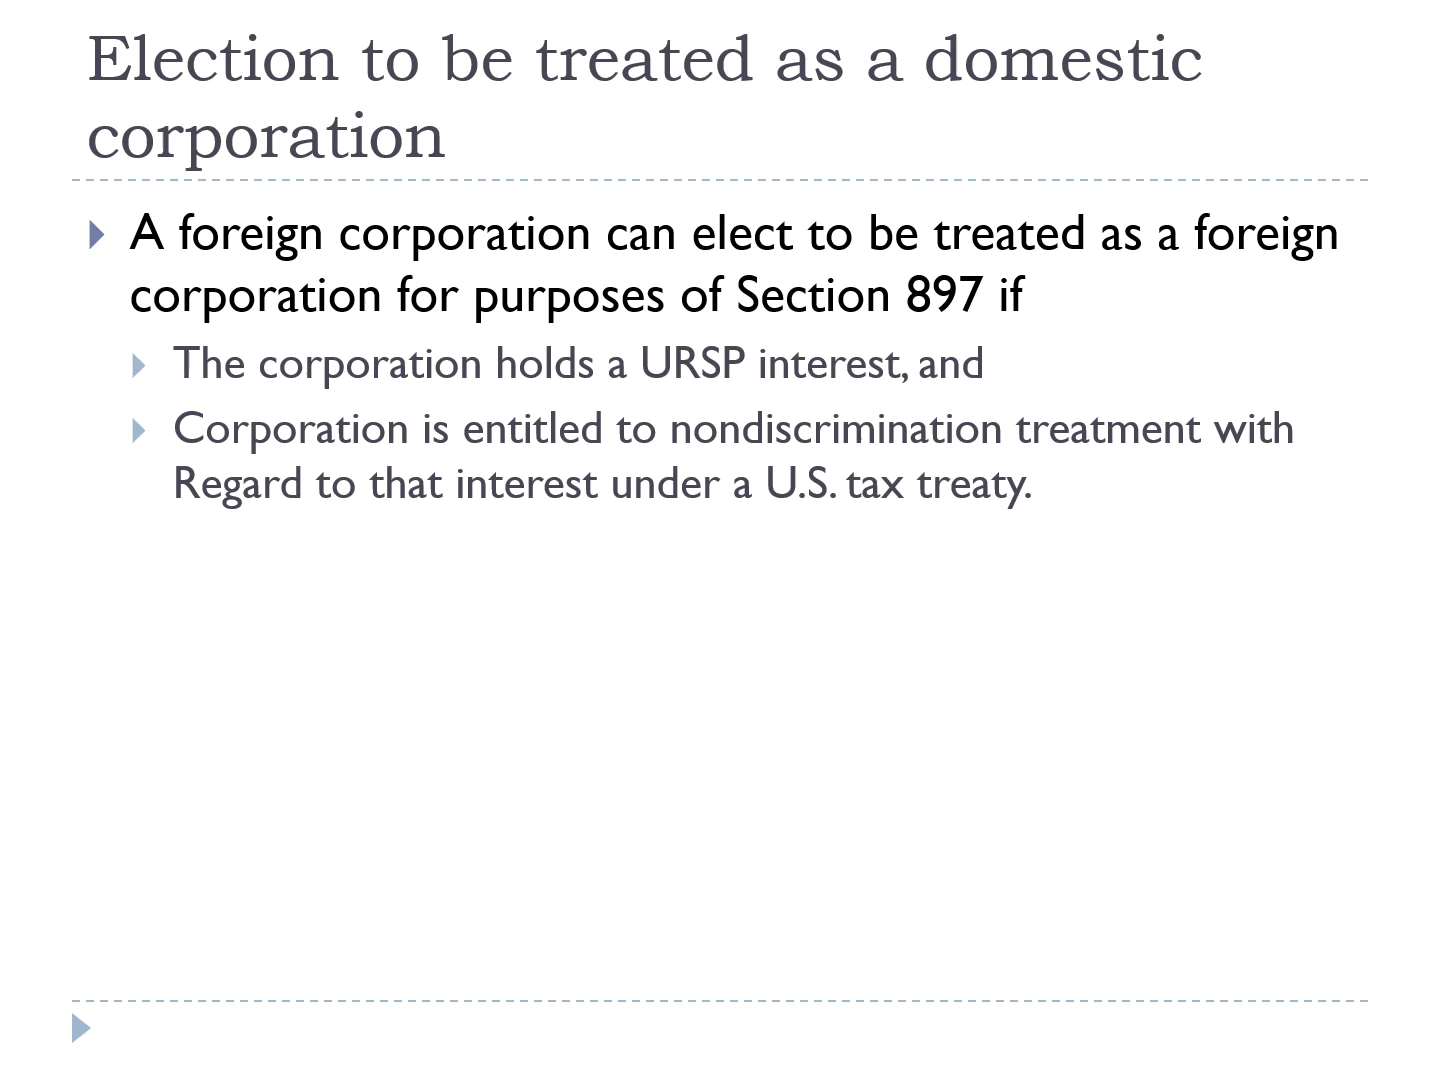 Election to be treated as a domestic
corporation
A foreign corporation can elect to be treated as a foreign
corporation for purposes of Section 897 if
The corporation holds a URSP interest, and
Corporation is entitled to nondiscrimination treatment with
Regard to that interest under a U.S. tax treaty.